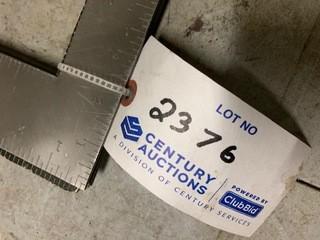 LOT NO
2376
CENTURY
AUCTIONS
A DIVISION OF CENTURY SERVICES
POWERED BY
ClubBid